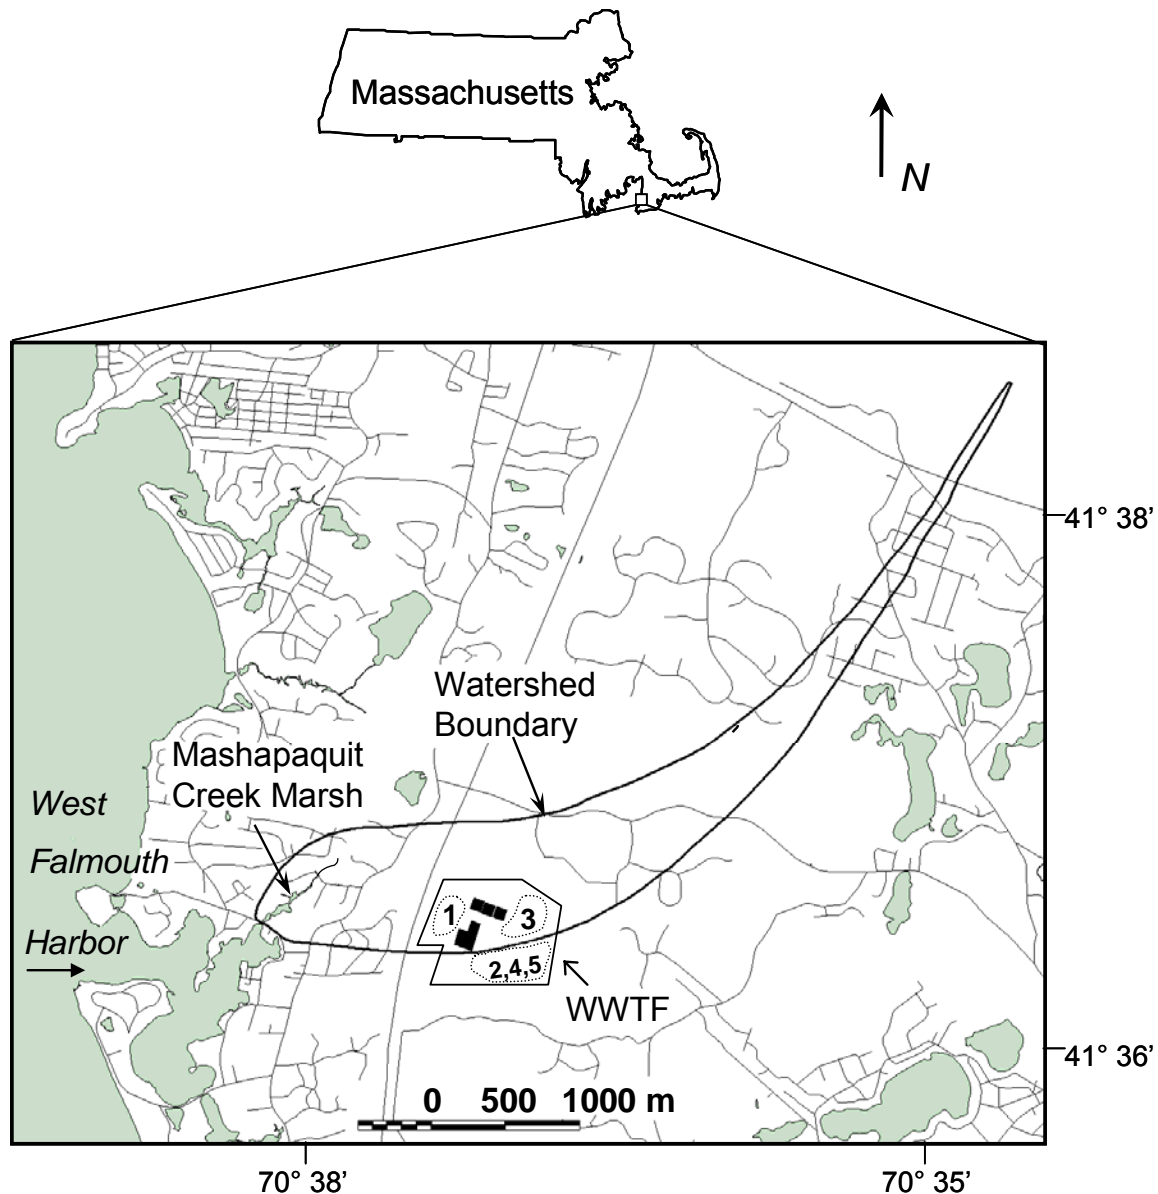 Massachusetts
N
41° 38’
Watershed
Boundary
Mashapaquit
Creek Marsh
West
Falmouth
Harbor
1
3
2,4,5
WWTF
41° 36’
0 500 1000 m
70° 38’
70° 35’